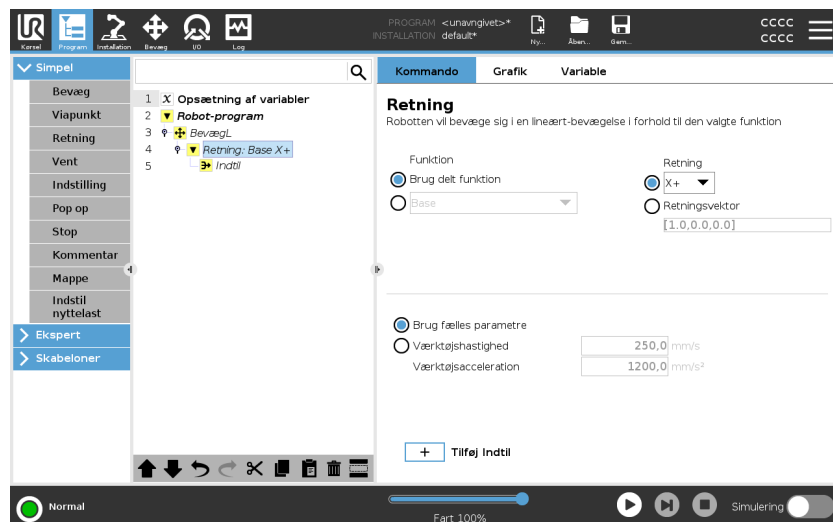 UR
PROGRAM <unavngivet>*
INSTALLATION default*
CCCC
CCCC
Kørsel Program Installation Bevæg I/O Log
Ny... Åben... Gem...
Simpel
Bevæg
Viapunkt
Retning
Vent
Indstilling
Pop op
Stop
Kommentar
Mappe
Indstil
nyttelast
Ekspert
Skabeloner
1 X Opsætning af variabler
2 Robot-program
3 BevægL
4 Retning: Base X+
5 Indtil
Kommando Grafik Variable
Retning
Robotten vil bevæge sig i en lineært-bevægelse i forhold til den valgte funktion
Funktion
Brug delt funktion
Base
Retning
X+
Retningsvektor
[1.0,0.0,0.0]
Brug fælles parametre
Værktøjshastighed 250,0 mm/s
Værktøjsacceleration 1200,0 mm/s²
+ Tilføj Indtil
Normal
Fart 100%
Simulering